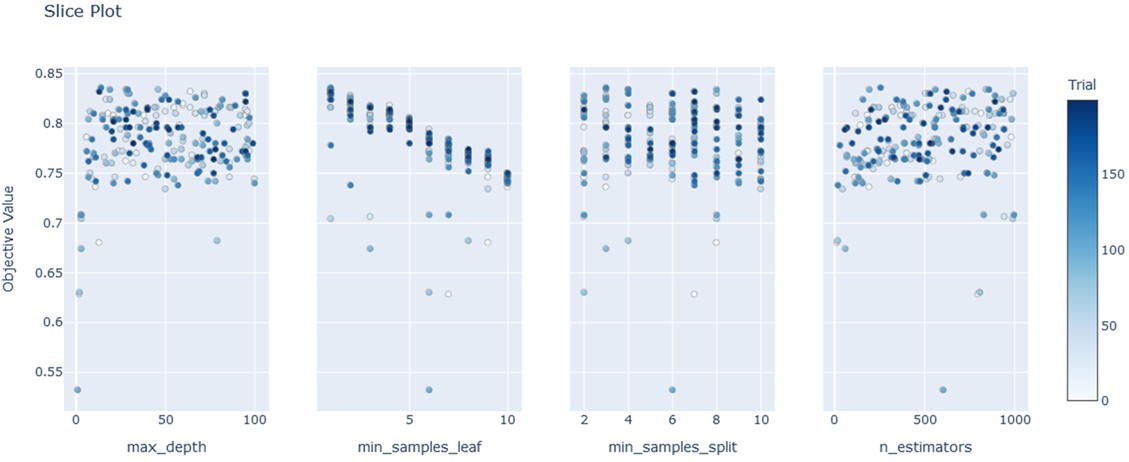 Slice Plot
Trial
Objective Value
0.85
0.8
0.75
0.7
0.65
0.6
0.55
0 50 100
5 10
2 4 6 8 10
0 500 1000
max_depth
min_samples_leaf
min_samples_split
n_estimators
150
100
50
0